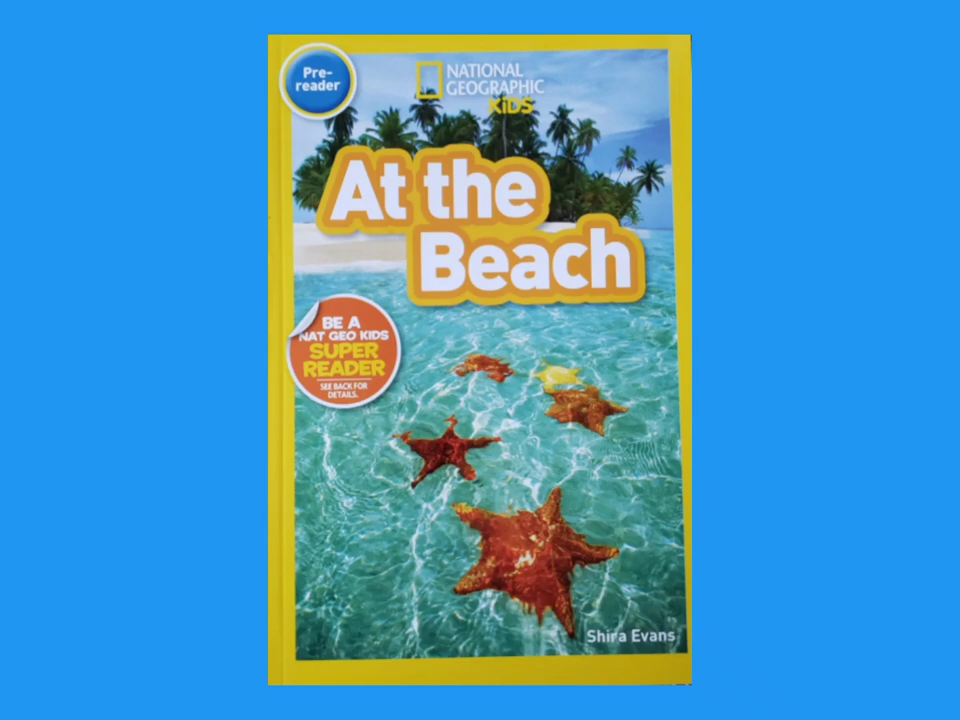 Pre-
reader
NATIONAL
GEOGRAPHIC
KiDS
At the
Beach
BE A
NAT GEO KIDS
SUPER
READER
SEE BACK FOR
DETAILS.
Shira Evans